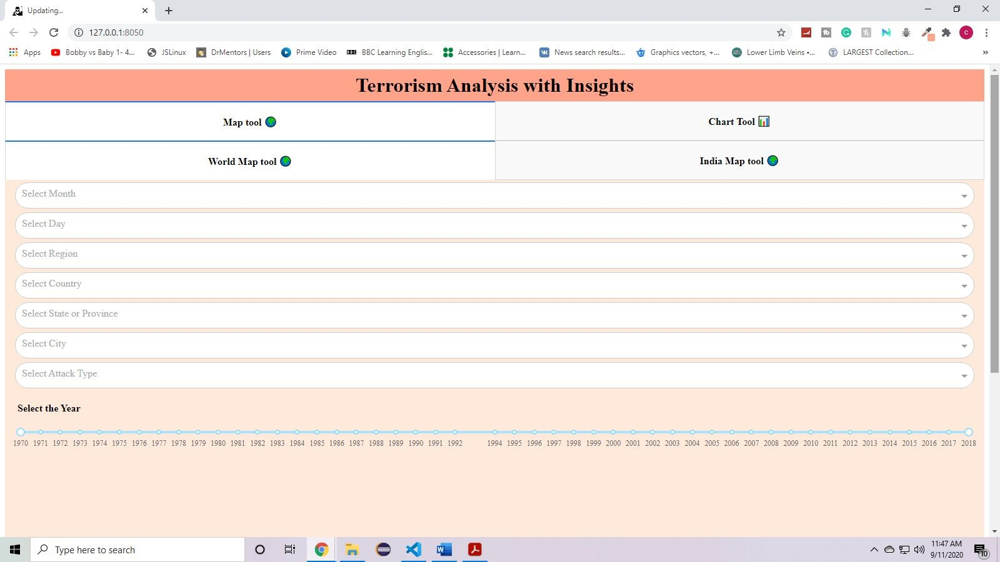 Updating...
127.0.0.1:8050
Apps
Bobby vs Baby 1- 4...
JSLinux
DrMentors | Users
Prime Video
BBC
BBC Learning Englis...
Accessories | Learn...
News search results...
Graphics vectors, +...
Lower Limb Veins •...
LARGEST Collection...
»
Terrorism Analysis with Insights
Map tool
Chart Tool
World Map tool
India Map tool
Select Month
Select Day
Select Region
Select Country
Select State or Province
Select City
Select Attack Type
Select the Year
1970 1971 1972 1973 1974 1975 1976 1977 1978 1979 1980 1981 1982 1983 1984 1985 1986 1987 1988 1989 1990 1991 1992 1994 1995 1996 1997 1998 1999 2000 2001 2002 2003 2004 2005 2006 2007 2008 2009 2010 2011 2012 2013 2014 2015 2016 2017 2018
Type here to search
11:47 AM
9/11/2020
10